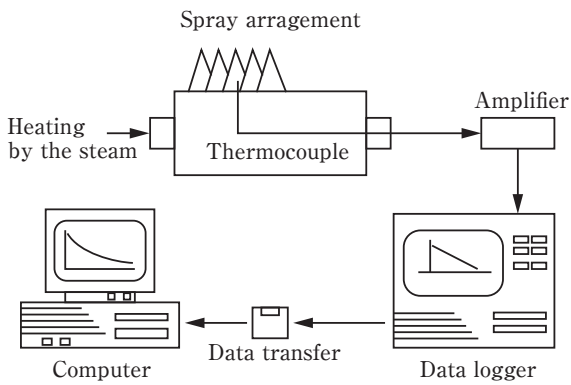 Spray arragement
Amplifier
Heating
by the steam
Thermocouple
Data transfer
Computer
Data logger